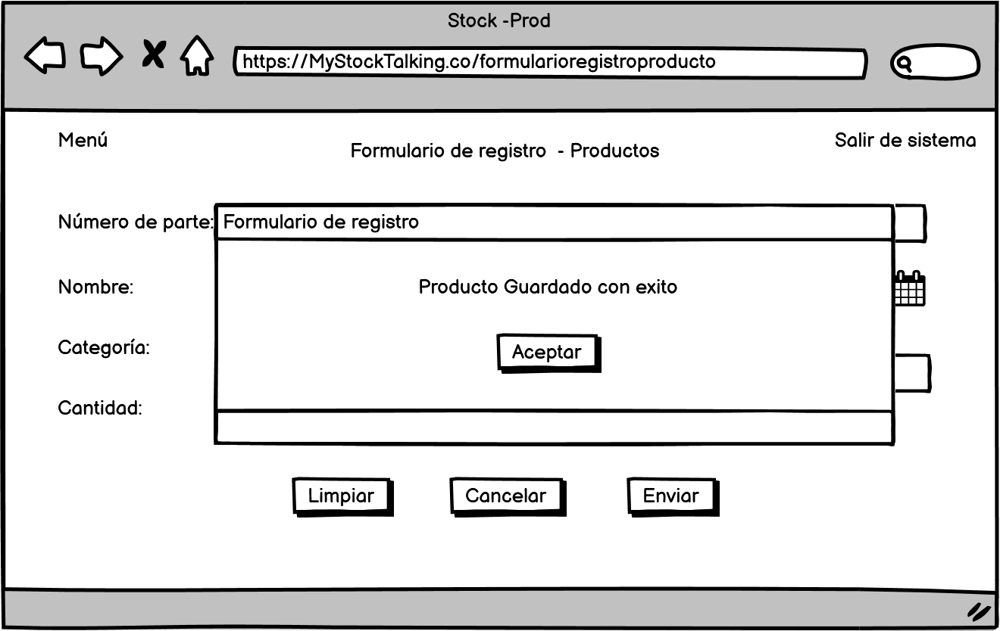 Stock -Prod
https://MyStockTalking.co/formularioregistroproducto
Menú
Salir de sistema
Formulario de registro - Productos
Número de parte:
Formulario de registro
Nombre:
Producto Guardado con exito
Categoría:
Aceptar
Cantidad:
Limpiar
Cancelar
Enviar